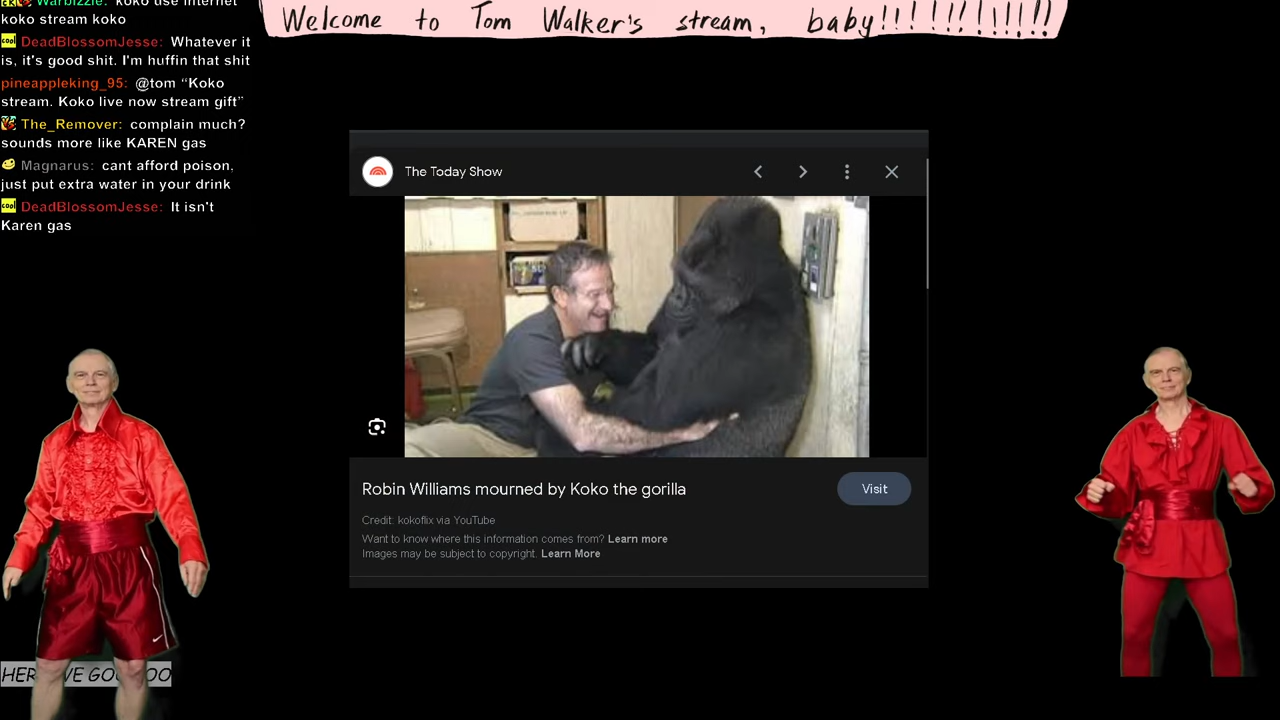 Warbizzle: koko use internet
koko stream koko
DeadBlossomJesse: Whatever it
is, it's good shit. I'm huffin that shit
pineappleking_95: @tom “Koko
stream. Koko live now stream gift”
The_Remover: complain much?
sounds more like KAREN gas
Magnarus: cant afford poison,
just put extra water in your drink
DeadBlossomJesse: It isn't
Karen gas
Welcome to Tom Walker's stream, baby!!!!!!!!!!!!
The Today Show
Robin Williams mourned by Koko the gorilla
Visit
Credit: kokoflix via YouTube
Want to know where this information comes from? Learn more
Images may be subject to copyright. Learn More